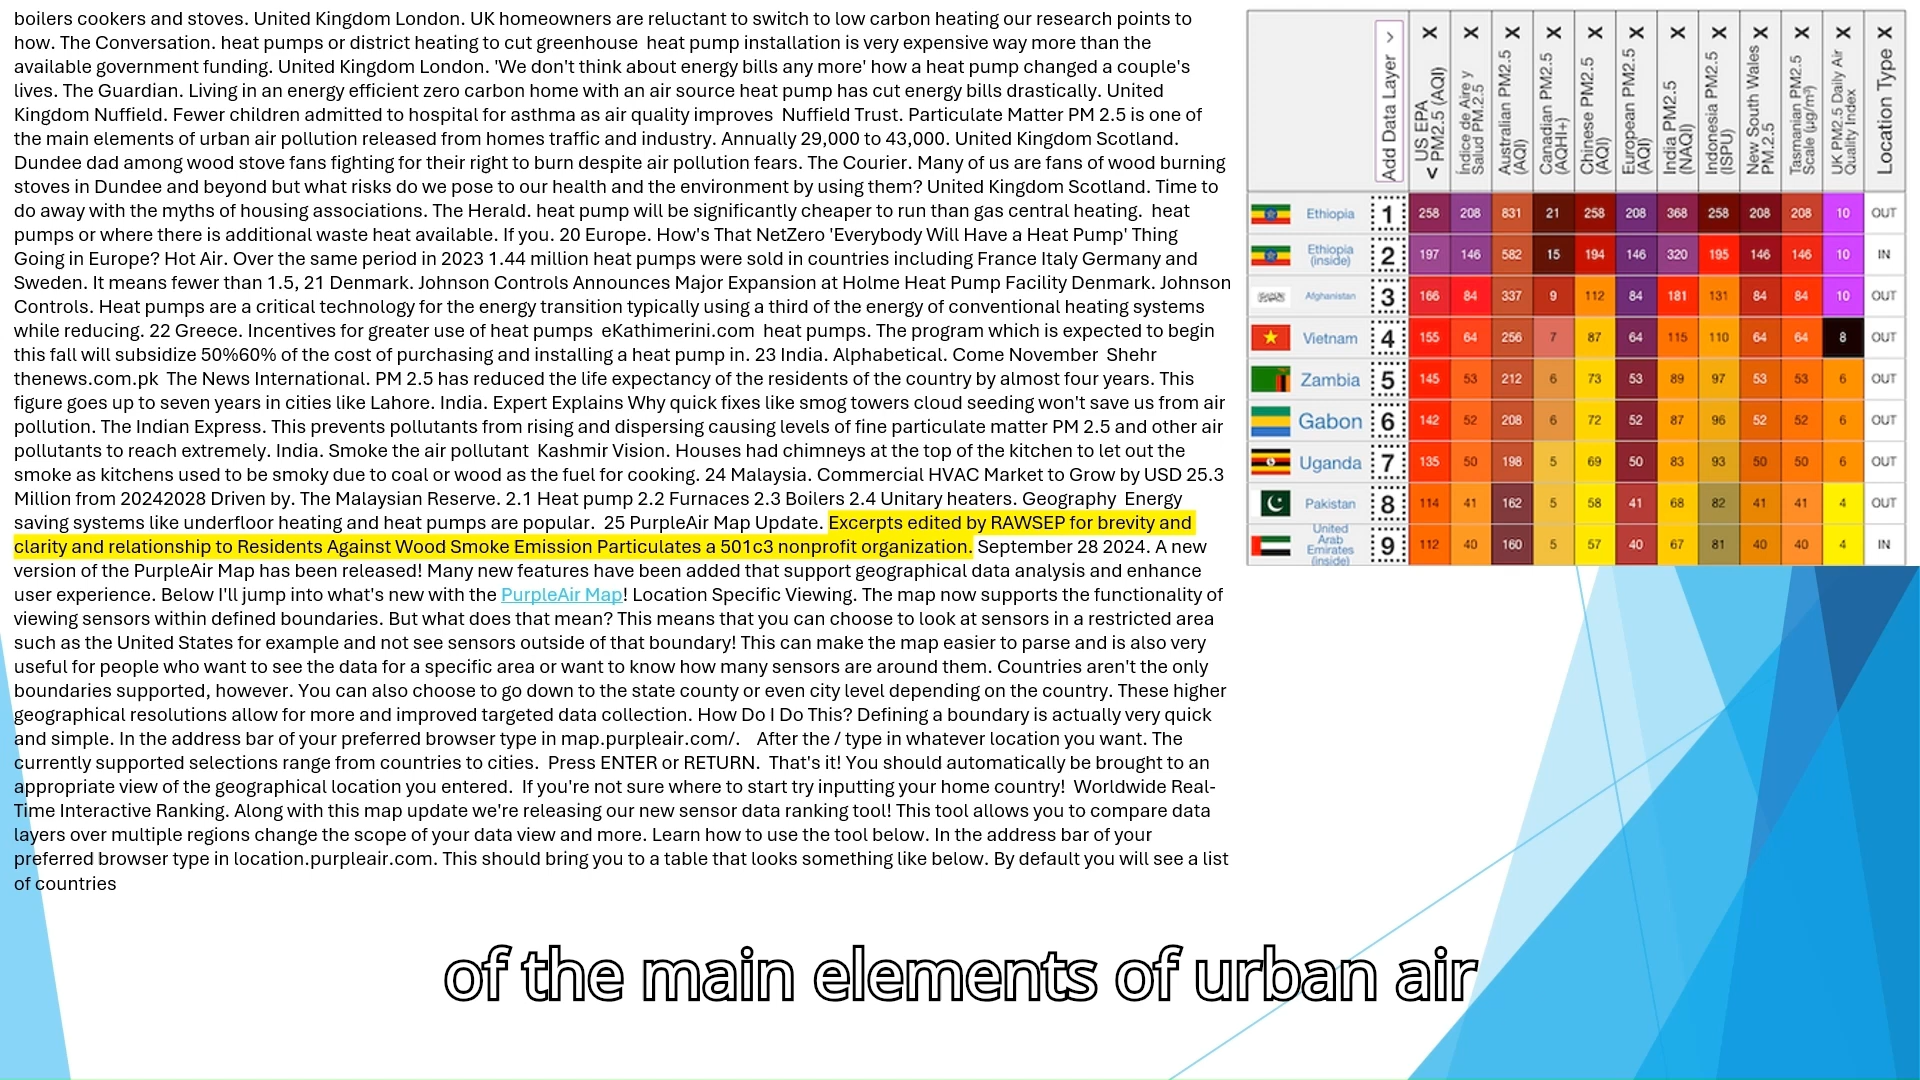 boilers cookers and stoves. United Kingdom London. UK homeowners are reluctant to switch to low carbon heating our research points to
how. The Conversation. heat pumps or district heating to cut greenhouse  heat pump installation is very expensive way more than the
available government funding. United Kingdom London. 'We don't think about energy bills any more' how a heat pump changed a couple's
lives. The Guardian. Living in an energy efficient zero carbon home with an air source heat pump has cut energy bills drastically. United
Kingdom Nuffield. Fewer children admitted to hospital for asthma as air quality improves  Nuffield Trust. Particulate Matter PM 2.5 is one of
the main elements of urban air pollution released from homes traffic and industry. Annually 29,000 to 43,000. United Kingdom Scotland.
Dundee dad among wood stove fans fighting for their right to burn despite air pollution fears. The Courier. Many of us are fans of wood burning
stoves in Dundee and beyond but what risks do we pose to our health and the environment by using them? United Kingdom Scotland. Time to
do away with the myths of housing associations. The Herald. heat pump will be significantly cheaper to run than gas central heating.  heat
pumps or where there is additional waste heat available. If you. 20 Europe. How's That NetZero 'Everybody Will Have a Heat Pump' Thing
Going in Europe? Hot Air. Over the same period in 2023 1.44 million heat pumps were sold in countries including France Italy Germany and
Sweden. It means fewer than 1.5, 21 Denmark. Johnson Controls Announces Major Expansion at Holme Heat Pump Facility Denmark. Johnson
Controls. Heat pumps are a critical technology for the energy transition typically using a third of the energy of conventional heating systems
while reducing. 22 Greece. Incentives for greater use of heat pumps  eKathimerini.com  heat pumps. The program which is expected to begin
this fall will subsidize 50%60% of the cost of purchasing and installing a heat pump in. 23 India. Alphabetical. Come November  Shehr
thenews.com.pk  The News International. PM 2.5 has reduced the life expectancy of the residents of the country by almost four years. This
figure goes up to seven years in cities like Lahore. India. Expert Explains Why quick fixes like smog towers cloud seeding won't save us from air
pollution. The Indian Express. This prevents pollutants from rising and dispersing causing levels of fine particulate matter PM 2.5 and other air
pollutants to reach extremely. India. Smoke the air pollutant  Kashmir Vision. Houses had chimneys at the top of the kitchen to let out the
smoke as kitchens used to be smoky due to coal or wood as the fuel for cooking. 24 Malaysia. Commercial HVAC Market to Grow by USD 25.3
Million from 20242028 Driven by. The Malaysian Reserve. 2.1 Heat pump 2.2 Furnaces 2.3 Boilers 2.4 Unitary heaters. Geography  Energy
saving systems like underfloor heating and heat pumps are popular.  25 PurpleAir Map Update. Excerpts edited by RAWSEP for brevity and
clarity and relationship to Residents Against Wood Smoke Emission Particulates a 501c3 nonprofit organization. September 28 2024. A new
version of the PurpleAir Map has been released! Many new features have been added that support geographical data analysis and enhance
user experience. Below I'll jump into what's new with the PurpleAir Map! Location Specific Viewing. The map now supports the functionality of
viewing sensors within defined boundaries. But what does that mean? This means that you can choose to look at sensors in a restricted area
such as the United States for example and not see sensors outside of that boundary! This can make the map easier to parse and is also very
useful for people who want to see the data for a specific area or want to know how many sensors are around them. Countries aren't the only
boundaries supported, however. You can also choose to go down to the state county or even city level depending on the country. These higher
geographical resolutions allow for more and improved targeted data collection. How Do I Do This? Defining a boundary is actually very quick
and simple. In the address bar of your preferred browser type in map.purpleair.com/.    After the / type in whatever location you want. The
currently supported selections range from countries to cities.  Press ENTER or RETURN.  That's it! You should automatically be brought to an
appropriate view of the geographical location you entered.  If you're not sure where to start try inputting your home country!  Worldwide Real-
Time Interactive Ranking. Along with this map update we're releasing our new sensor data ranking tool! This tool allows you to compare data
layers over multiple regions change the scope of your data view and more. Learn how to use the tool below. In the address bar of your
preferred browser type in location.purpleair.com. This should bring you to a table that looks something like below. By default you will see a list
of countries
Add Data Layer >
X < US EPA PM2.5 (AQI)
X Índice de Aire y Salud PM2.5
X Australian PM2.5 (AQI)
X Canadian PM2.5 (AQHI+)
X Chinese PM2.5 (AQI)
X European PM2.5 (AQI)
X India PM2.5 (NAQI)
X Indonesia PM2.5 (ISPU)
X New South Wales PM2.5
X Tasmanian PM2.5 Scale (µg/m³)
X UK PM2.5 Daily Air Quality Index
X Location Type
Ethiopia 1 258 208 831 21 258 208 368 258 208 208 10 OUT
Ethiopia (inside) 2 197 146 582 15 194 146 320 195 146 146 10 IN
Afghanistan 3 166 84 337 9 112 84 181 131 84 84 10 OUT
Vietnam 4 155 64 256 7 87 64 115 110 64 64 8 OUT
Zambia 5 145 53 212 6 73 53 89 97 53 53 6 OUT
Gabon 6 142 52 208 6 72 52 87 96 52 52 6 OUT
Uganda 7 135 50 198 5 69 50 83 93 50 50 6 OUT
Pakistan 8 114 41 162 5 58 41 68 82 41 41 4 OUT
United Arab Emirates (inside) 9 112 40 160 5 57 40 67 81 40 40 4 IN
of the main elements of urban air